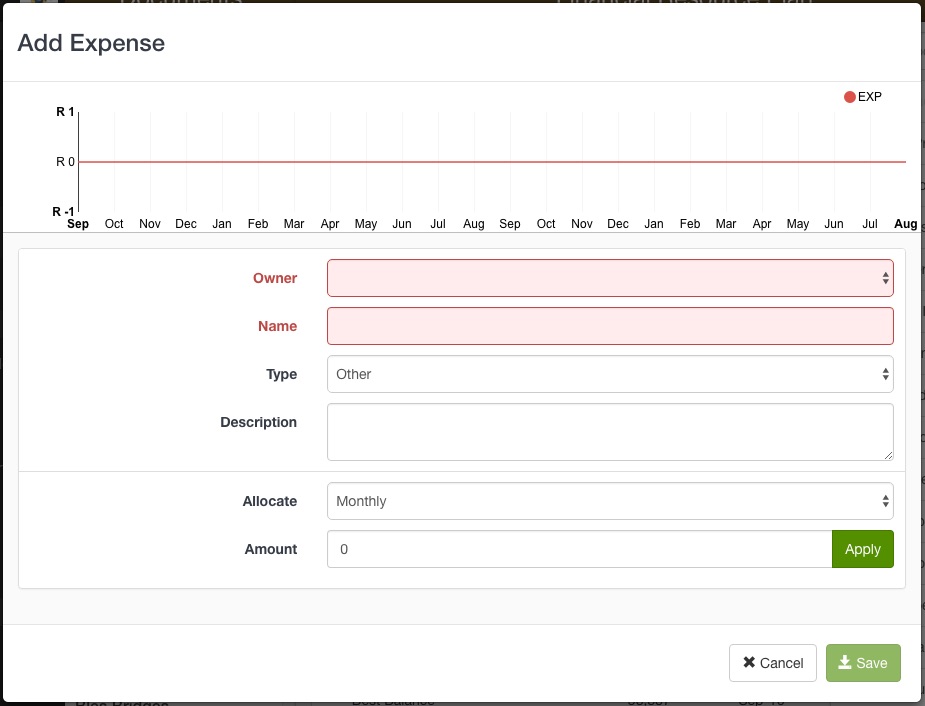 Add Expense
EXP
R 1
R 0
R -1
Sep Oct Nov Dec Jan Feb Mar Apr May Jun Jul Aug Sep Oct Nov Dec Jan Feb Mar Apr May Jun Jul Aug
Owner
Name
Type Other
Description
Allocate Monthly
Amount 0 Apply
Cancel Save